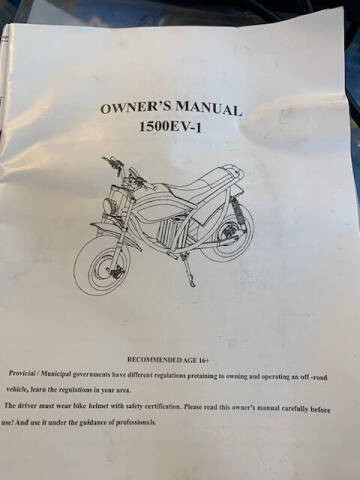 OWNER'S MANUAL
1500EV-1
RECOMMENDED AGE 16+
Provicial / Municipal governments have different regulations pretaining to owning and operating an off -road
vehicle, learn the regulations in your area.
The driver must wear bike helmet with safety certification. Please read this owner's manual carefully before
use! And use it under the guidance of professionals.